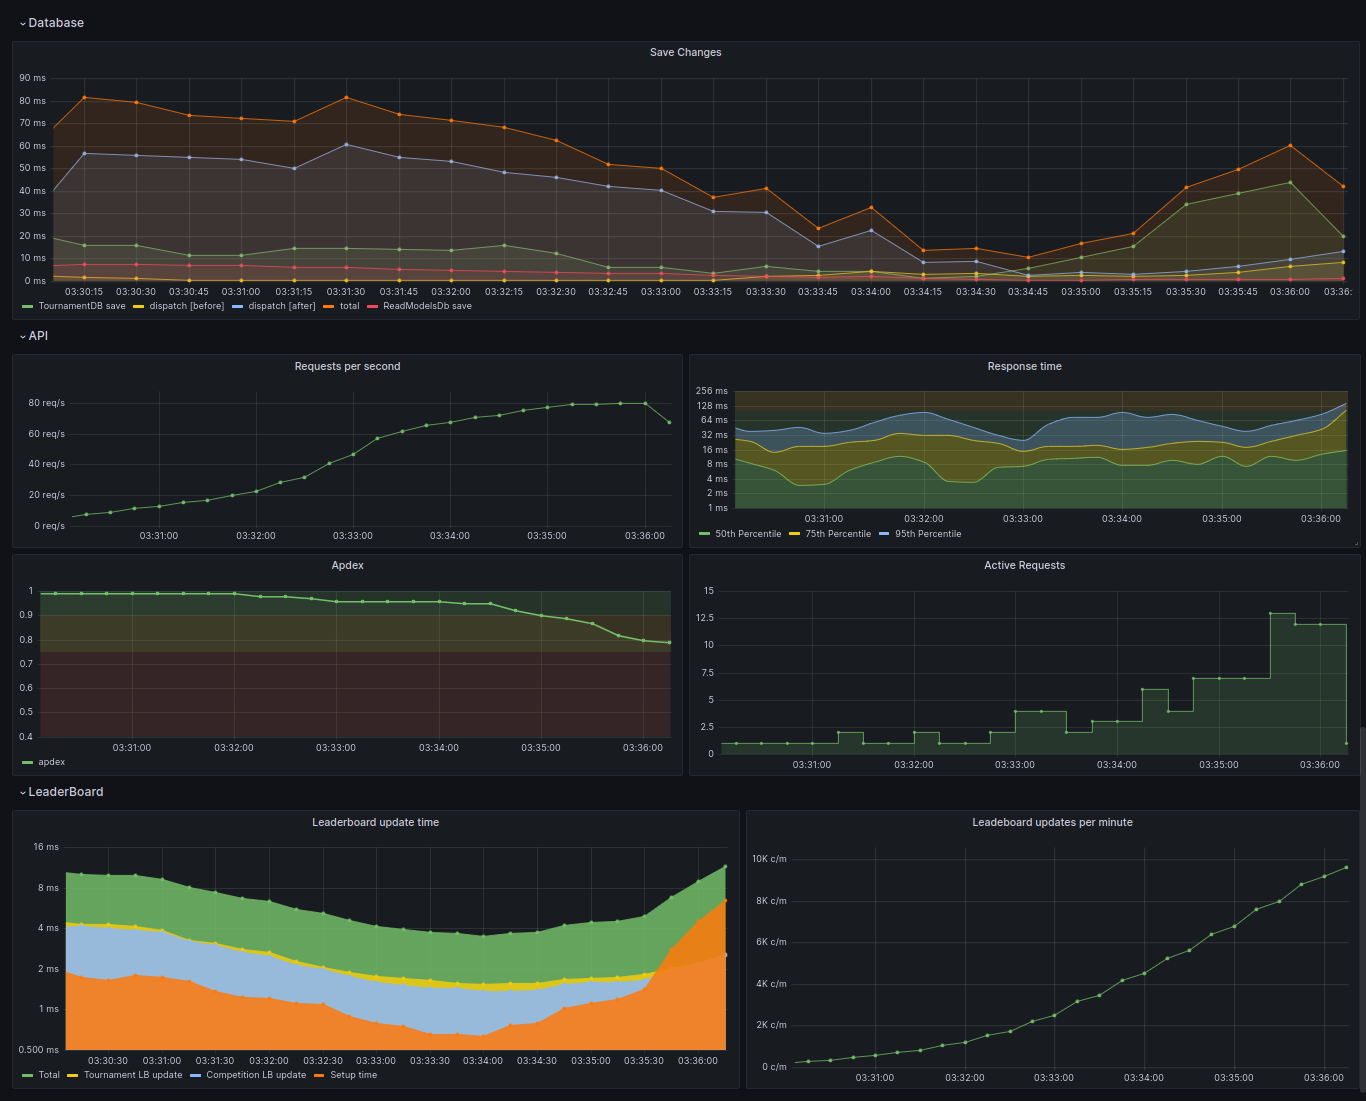 Database
Save Changes
90 ms
80 ms
70 ms
60 ms
50 ms
40 ms
30 ms
20 ms
10 ms
0 ms
03:30:15 03:30:30 03:30:45 03:31:00 03:31:15 03:31:30 03:31:45 03:32:00 03:32:15 03:32:30 03:32:45 03:33:00 03:33:15 03:33:30 03:33:45 03:34:00 03:34:15 03:34:30 03:34:45 03:35:00 03:35:15 03:35:30 03:35:45 03:36:00 03:36:
TournamentDB save dispatch [before] dispatch [after] total ReadModelsDb save
API
Requests per second
80 req/s
60 req/s
40 req/s
20 req/s
0 req/s
03:31:00 03:32:00 03:33:00 03:34:00 03:35:00 03:36:00
Response time
256 ms
128 ms
64 ms
32 ms
16 ms
8 ms
4 ms
2 ms
1 ms
03:31:00 03:32:00 03:33:00 03:34:00 03:35:00 03:36:00
50th Percentile 75th Percentile 95th Percentile
Apdex
1
0.9
0.8
0.7
0.6
0.5
0.4
03:31:00 03:32:00 03:33:00 03:34:00 03:35:00 03:36:00
apdex
Active Requests
15
12.5
10
7.5
5
2.5
0
03:31:00 03:32:00 03:33:00 03:34:00 03:35:00 03:36:00
LeaderBoard
Leaderboard update time
16 ms
8 ms
4 ms
2 ms
1 ms
0.500 ms
03:30:30 03:31:00 03:31:30 03:32:00 03:32:30 03:33:00 03:33:30 03:34:00 03:34:30 03:35:00 03:35:30 03:36:00
Total Tournament LB update Competition LB update Setup time
Leadeboard updates per minute
10K c/m
8K c/m
6K c/m
4K c/m
2K c/m
0 c/m
03:31:00 03:32:00 03:33:00 03:34:00 03:35:00 03:36:00